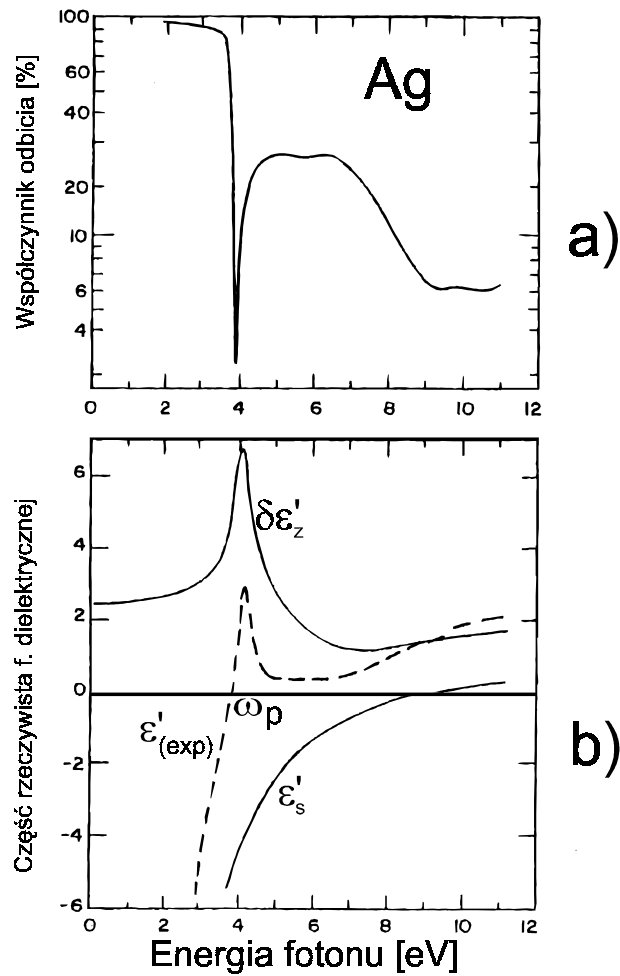 Współczynnik odbicia [%]
100
60
40
20
10
6
4
Ag
a)
0 2 4 6 8 10 12
Część rzeczywista f. dielektrycznej
6
4
2
0
-2
-4
-6
δε'z
ωp
ε'(exp)
ε's
b)
0 2 4 6 8 10 12
Energia fotonu [eV]